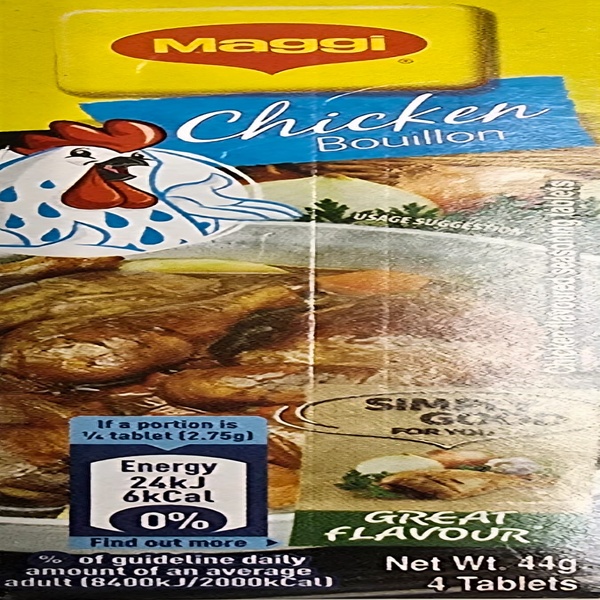 Maggi
®
Chicken
Bouillon
USAGE SUGGESTION
Chicken flavoured seasoning tablets
SIMPLY
GOOD
FOR YOU
If a portion is
1/4 tablet (2.75g)
Energy
24kJ
6kCal
0%
Find out more
% of guideline daily
amount of an average
adult (8400kJ/2000kCal)
GREAT
FLAVOUR
Net Wt. 44g
4 Tablets